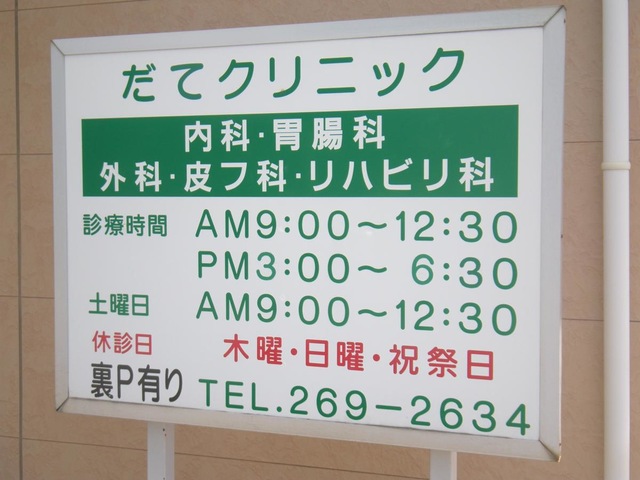 だてクリニック
内科・胃腸科
外科・皮フ科・リハビリ科
診療時間 AM9:00〜12:30
PM3:00〜 6:30
土曜日 AM9:00〜12:30
休診日 木曜・日曜・祝祭日
裏P有り TEL.269-2634